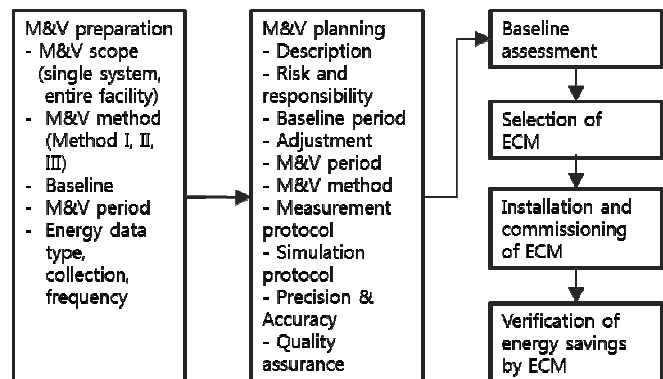 M&V preparation
- M&V scope
(single system,
entire facility)
- M&V method
(Method I, II,
III)
- Baseline
- M&V period
- Energy data
type,
collection,
frequency
M&V planning
- Description
- Risk and
responsibility
- Baseline period
- Adjustment
- M&V period
- M&V method
- Measurement
protocol
- Simulation
protocol
- Precision &
Accuracy
- Quality
assurance
Baseline
assessment
Selection of
ECM
Installation and
commissioning
of ECM
Verification of
energy savings
by ECM